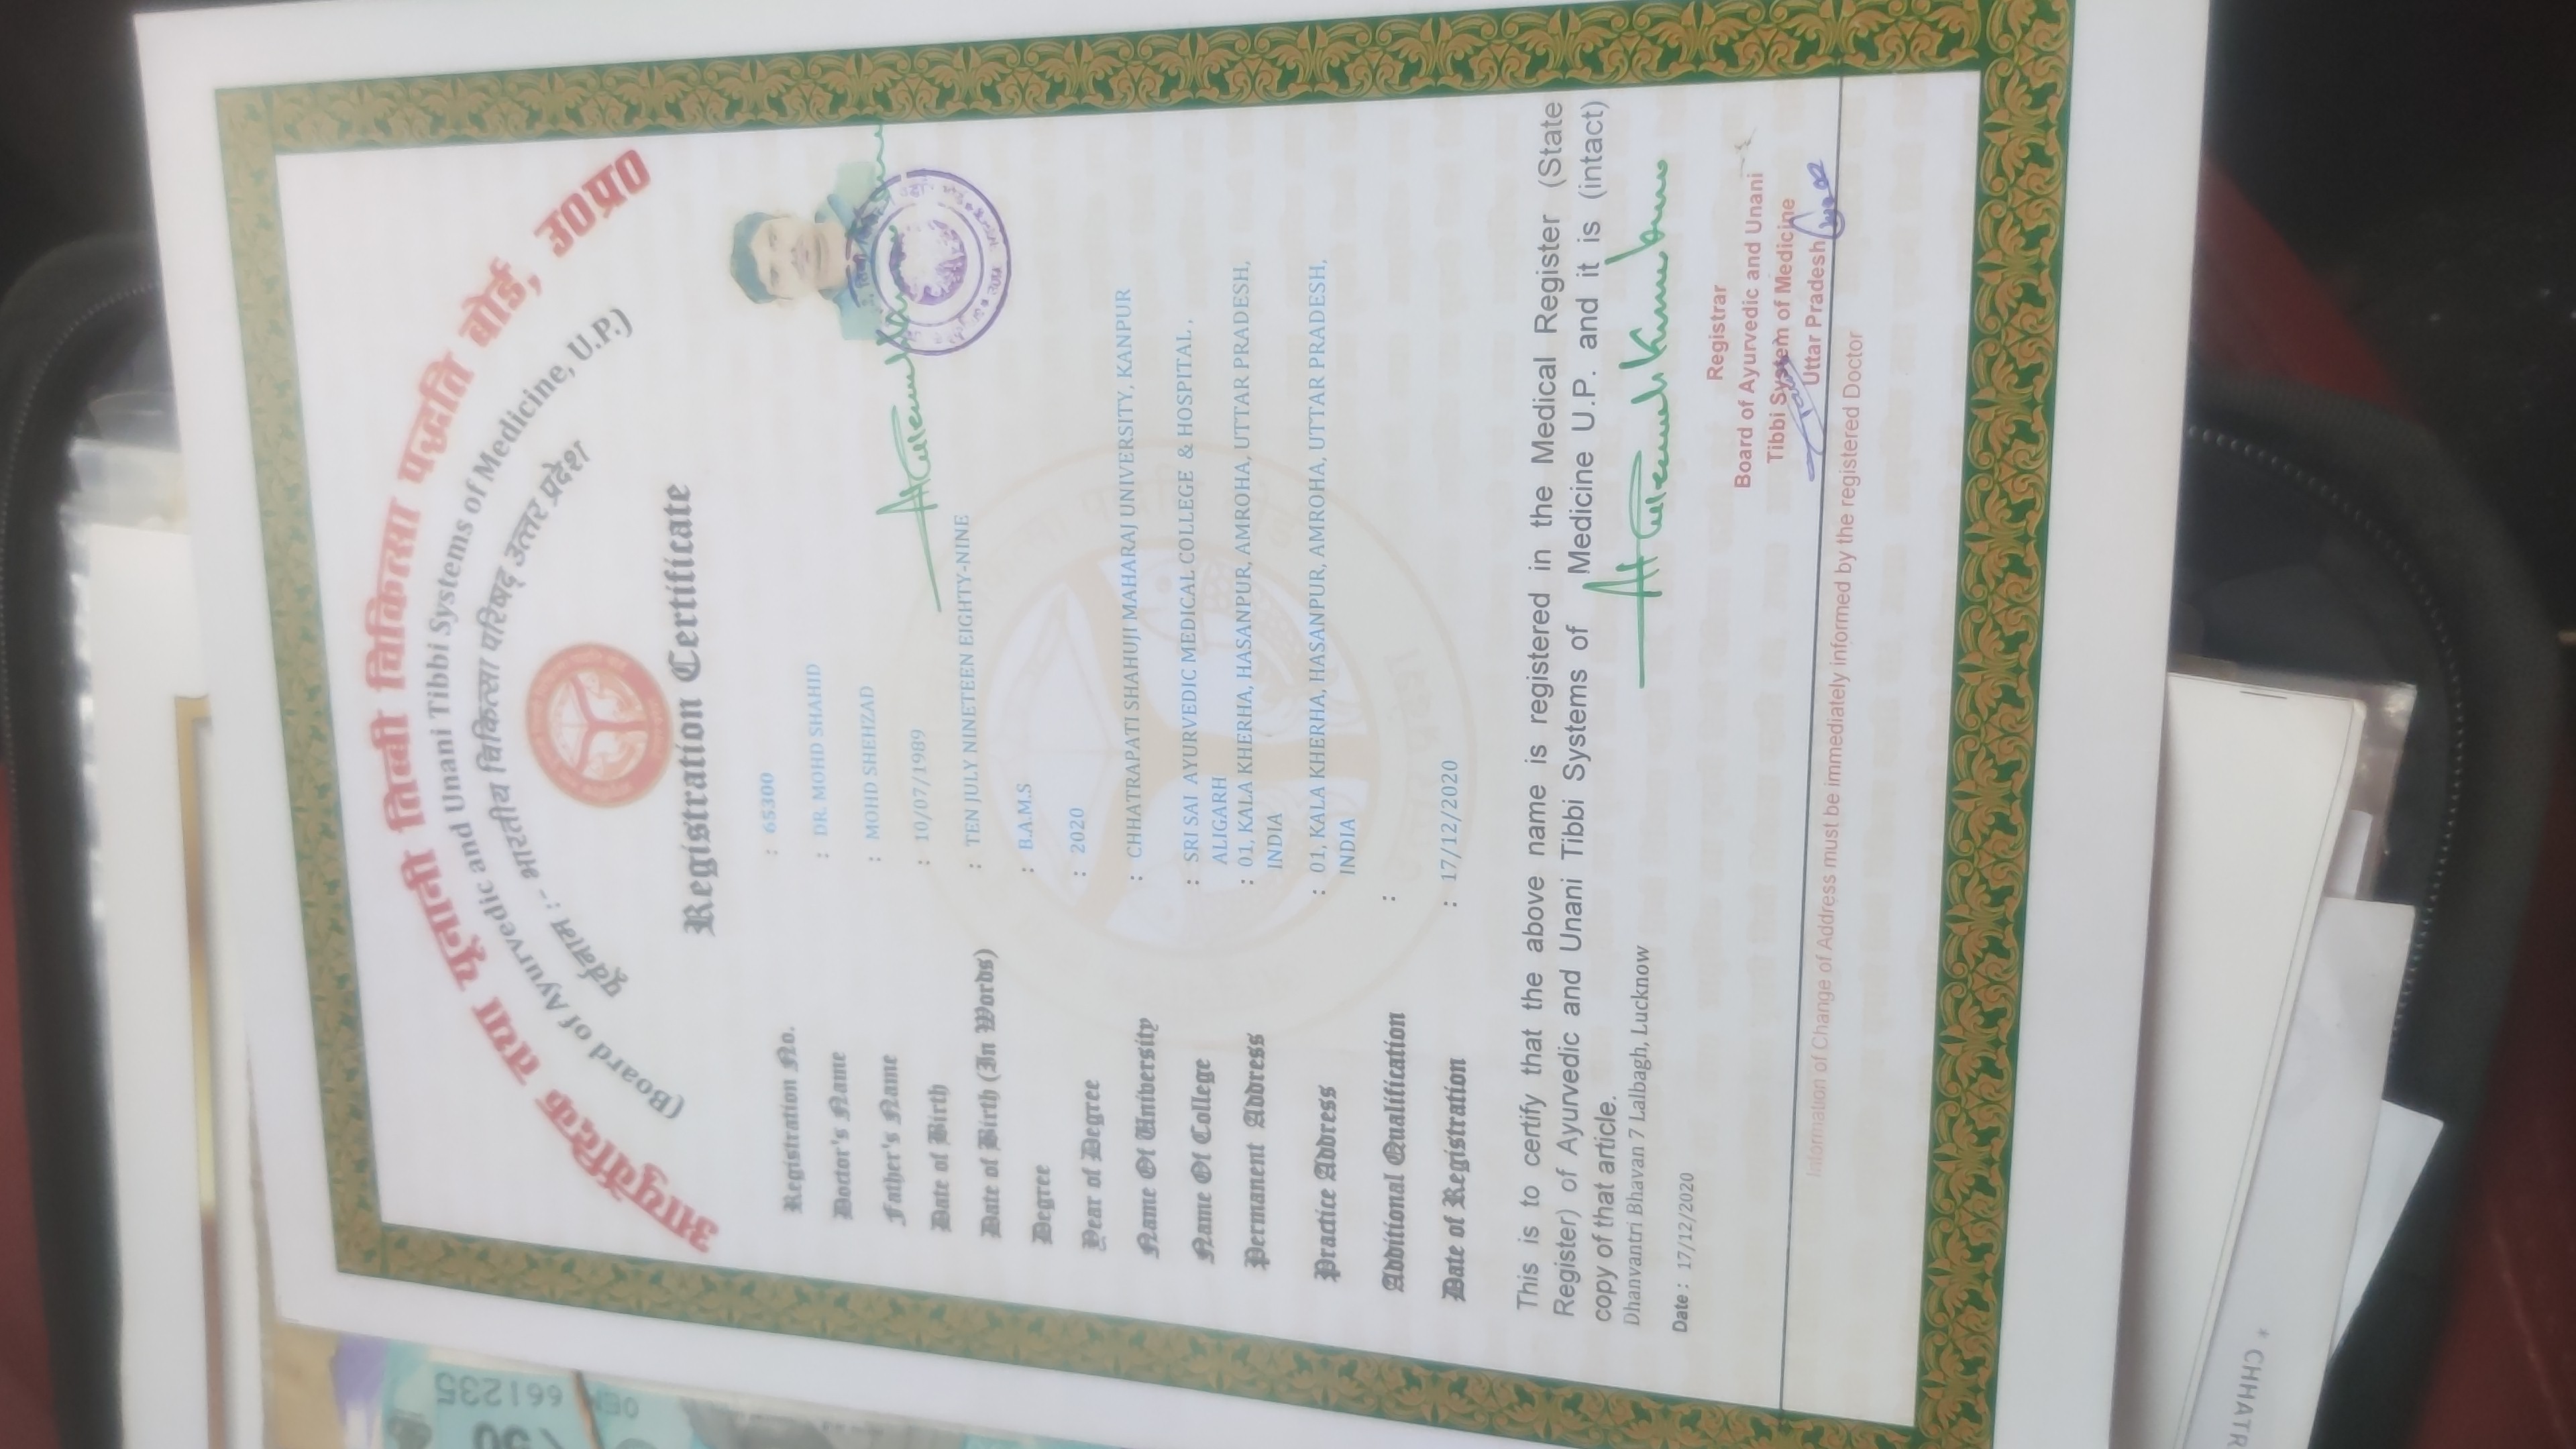 आयुर्वेदिक तथा यूनानी तिब्बी चिकित्सा पद्धति बोर्ड, उ0प्र0
(Board of Ayurvedic and Unani Tibbi Systems of Medicine, U.P.)
पूर्वनाम :- भारतीय चिकित्सा परिषद् उत्तर प्रदेश
Registration Certificate
Registration No. : 65300
Doctor's Name : DR MOHD SHAHID
Father's Name : MOHD SHEHZAD
Date of Birth : 10/07/1989
Date of Birth (In Words) : TEN JULY NINETEEN EIGHTY-NINE
Degree : B.A.M.S
Year of Degree : 2020
Name Of University : CHHATRAPATI SHAHUJI MAHARAJ UNIVERSITY, KANPUR
Name Of College : SRI SAI AYURVEDIC MEDICAL COLLEGE & HOSPITAL ,
ALIGARH
Permanent Address : 01, KALA KHERHA, HASANPUR, AMROHA, UTTAR PRADESH,
INDIA
Practice Address : 01, KALA KHERHA, HASANPUR, AMROHA, UTTAR PRADESH,
INDIA
Additional Qualification :
Date of Registration : 17/12/2020
This is to certify that the above name is registered in the Medical Register (State
Register) of Ayurvedic and Unani Tibbi Systems of Medicine U.P. and it is (intact)
copy of that article.
Dhanvantri Bhavan 7 Lalbagh, Lucknow
Date : 17/12/2020
Registrar
Board of Ayurvedic and Unani
Tibbi System of Medicine
Uttar Pradesh
Information of Change of Address must be immediately informed by the registered Doctor
661235
* CHHATR